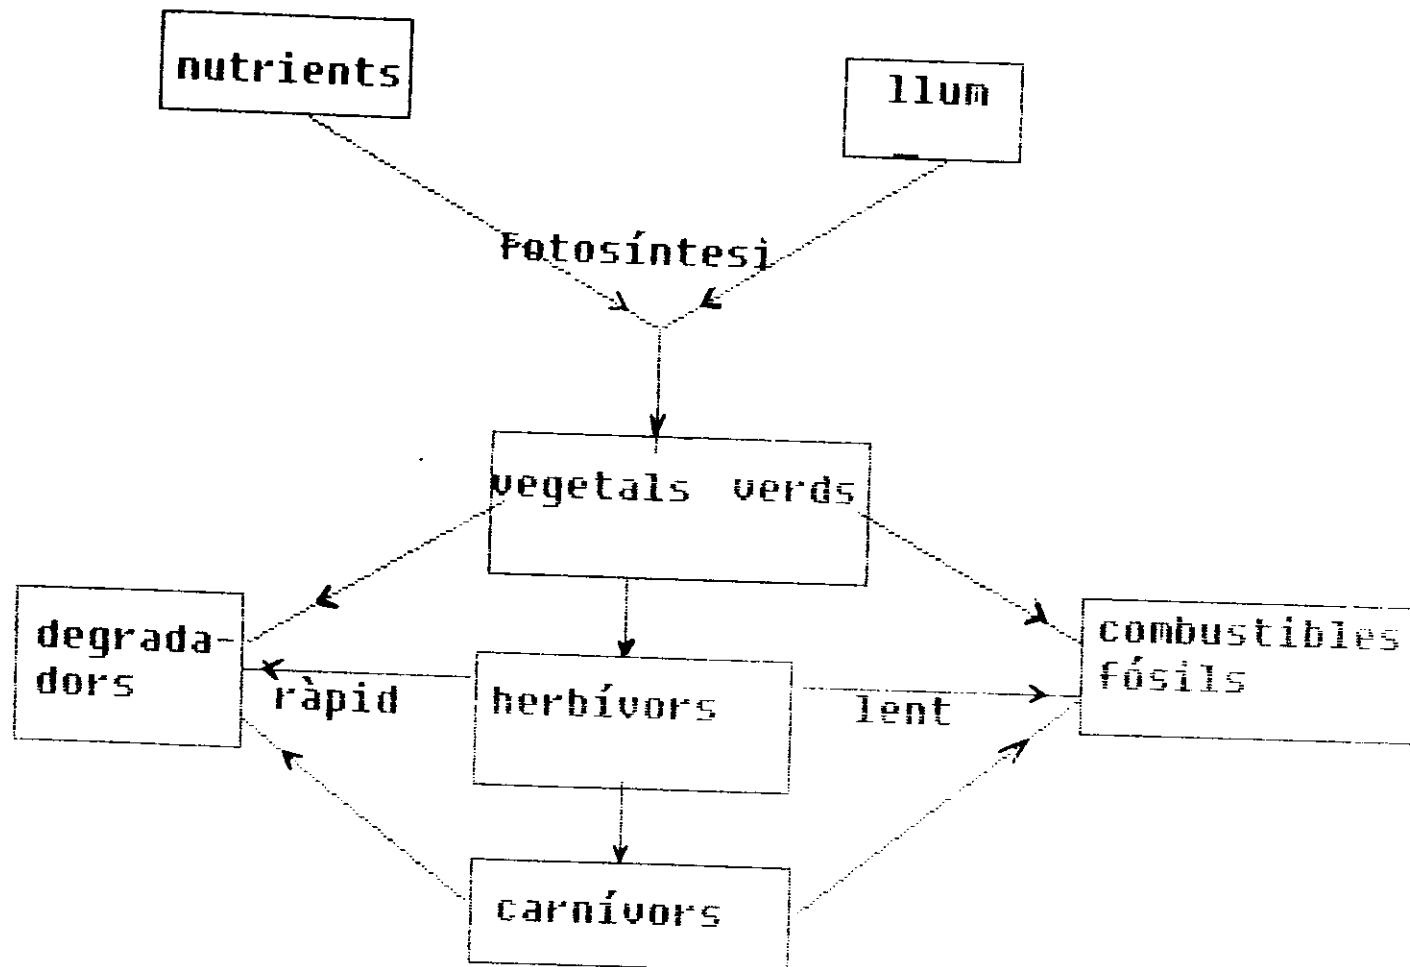 nutrients
llum
Fotosíntesi
vegetals verds
degrada-
dors
ràpid
herbívors
lent
combustibles
fósils
carnívors